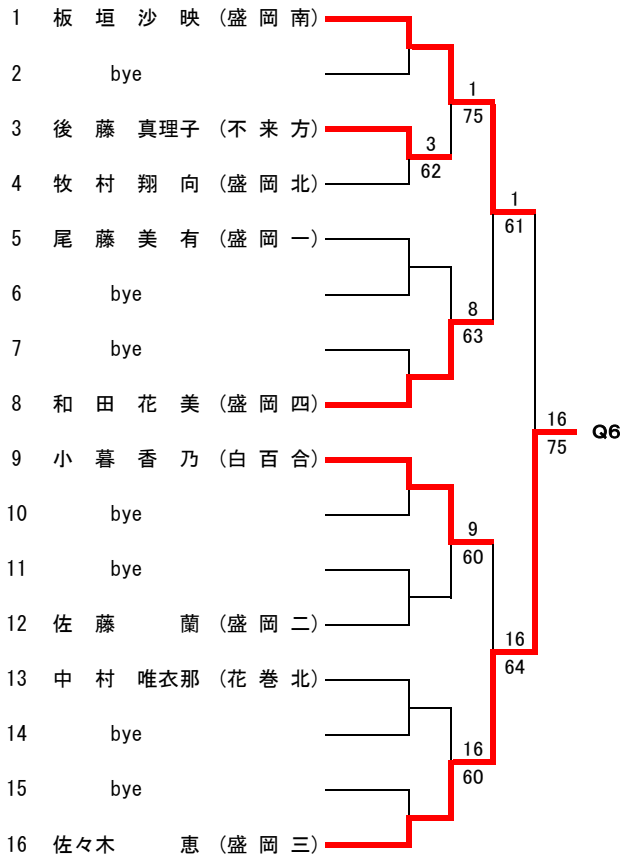 1 板 垣 沙 映 (盛 岡 南)
2 bye
1
75
3 後 藤 真理子 (不 来 方)
3
62
4 牧 村 翔 向 (盛 岡 北)
1
61
5 尾 藤 美 有 (盛 岡 一)
6 bye
8
63
7 bye
8 和 田 花 美 (盛 岡 四)
16
75
Q6
9 小 暮 香 乃 (白 百 合)
10 bye
9
60
11 bye
12 佐 藤 蘭 (盛 岡 二)
16
64
13 中 村 唯衣那 (花 巻 北)
14 bye
16
60
15 bye
16 佐々木 恵 (盛 岡 三)